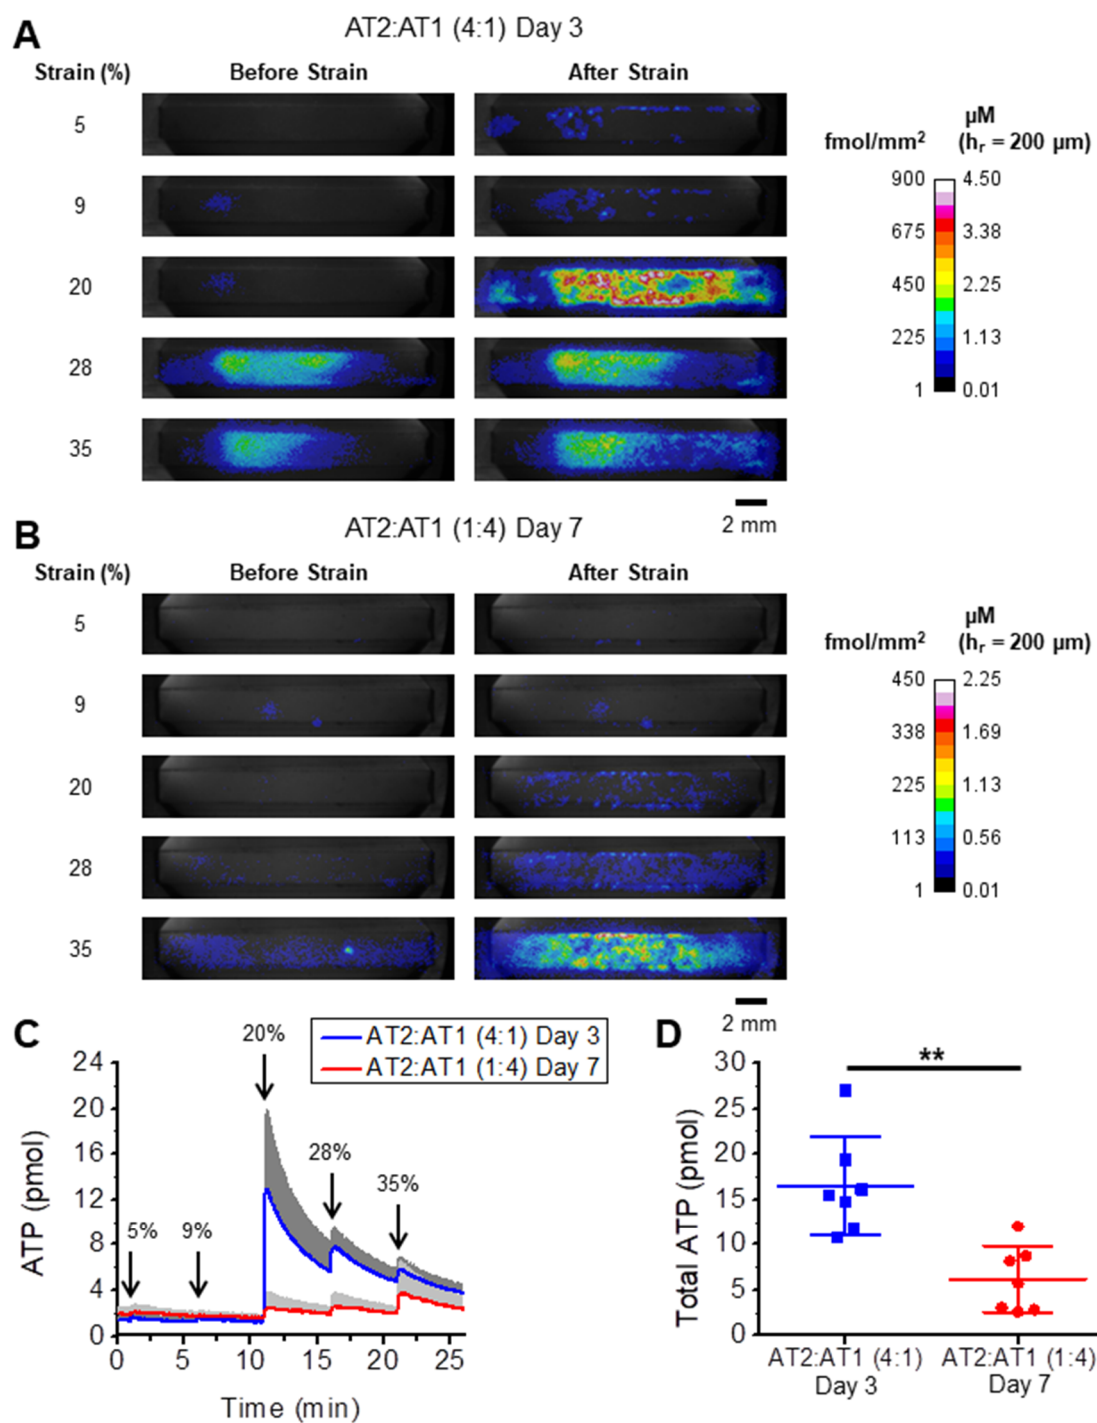 A
AT2:AT1 (4:1) Day 3
Strain (%) Before Strain After Strain
5
9
20
28
35
fmol/mm² µM (hᵣ = 200 µm)
900 4.50
675 3.38
450 2.25
225 1.13
1 0.01
2 mm
B
AT2:AT1 (1:4) Day 7
Strain (%) Before Strain After Strain
5
9
20
28
35
fmol/mm² µM (hᵣ = 200 µm)
450 2.25
338 1.69
225 1.13
113 0.56
1 0.01
2 mm
C
AT2:AT1 (4:1) Day 3
AT2:AT1 (1:4) Day 7
20%
28%
35%
5%
9%
ATP (pmol)
24
20
16
12
8
4
0
0 5 10 15 20 25
Time (min)
D
**
Total ATP (pmol)
30
25
20
15
10
5
0
AT2:AT1 (4:1) Day 3
AT2:AT1 (1:4) Day 7